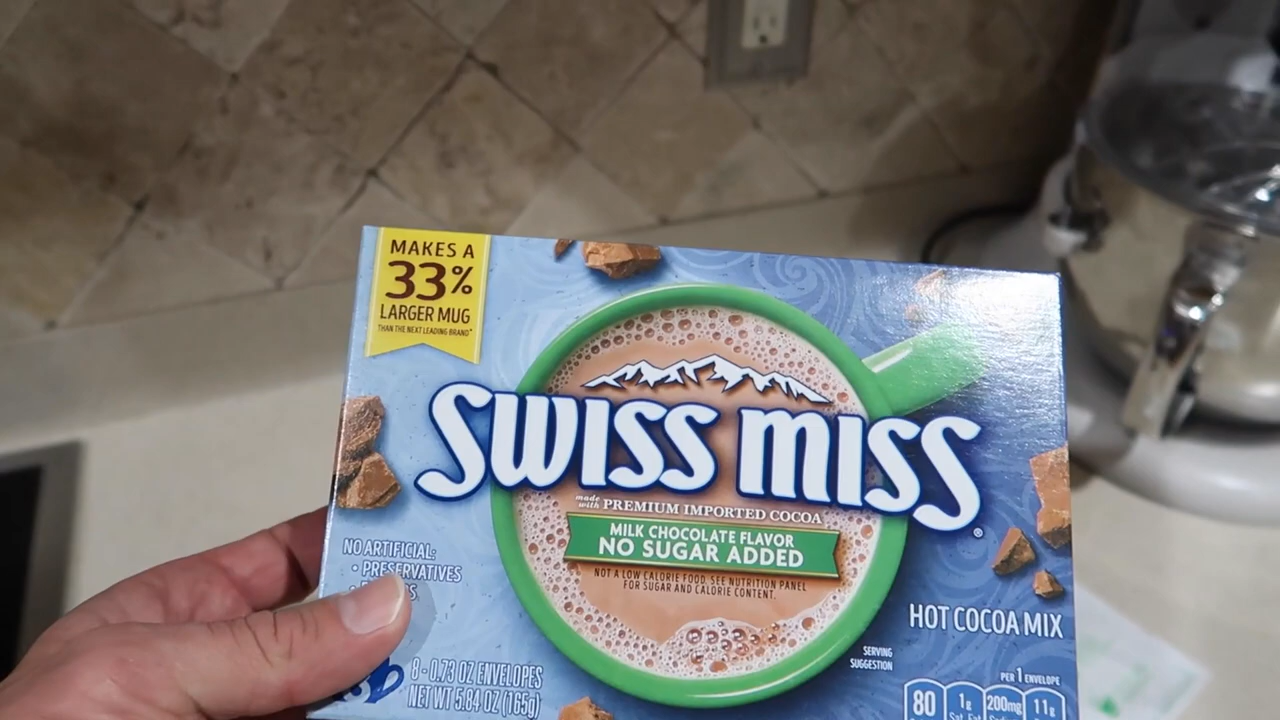 MAKES A
33%
LARGER MUG
THAN THE NEXT LEADING BRAND*
SWISS MISS®
made with PREMIUM IMPORTED COCOA
MILK CHOCOLATE FLAVOR
NO SUGAR ADDED
NOT A LOW CALORIE FOOD. SEE NUTRITION PANEL
FOR SUGAR AND CALORIE CONTENT.
NO ARTIFICIAL:
• PRESERVATIVES
HOT COCOA MIX
SERVING
SUGGESTION
8 - 0.73 OZ ENVELOPES
NET WT 5.84 OZ (165g)
PER 1 ENVELOPE
80 1g 200mg 11g
Sat. Fat